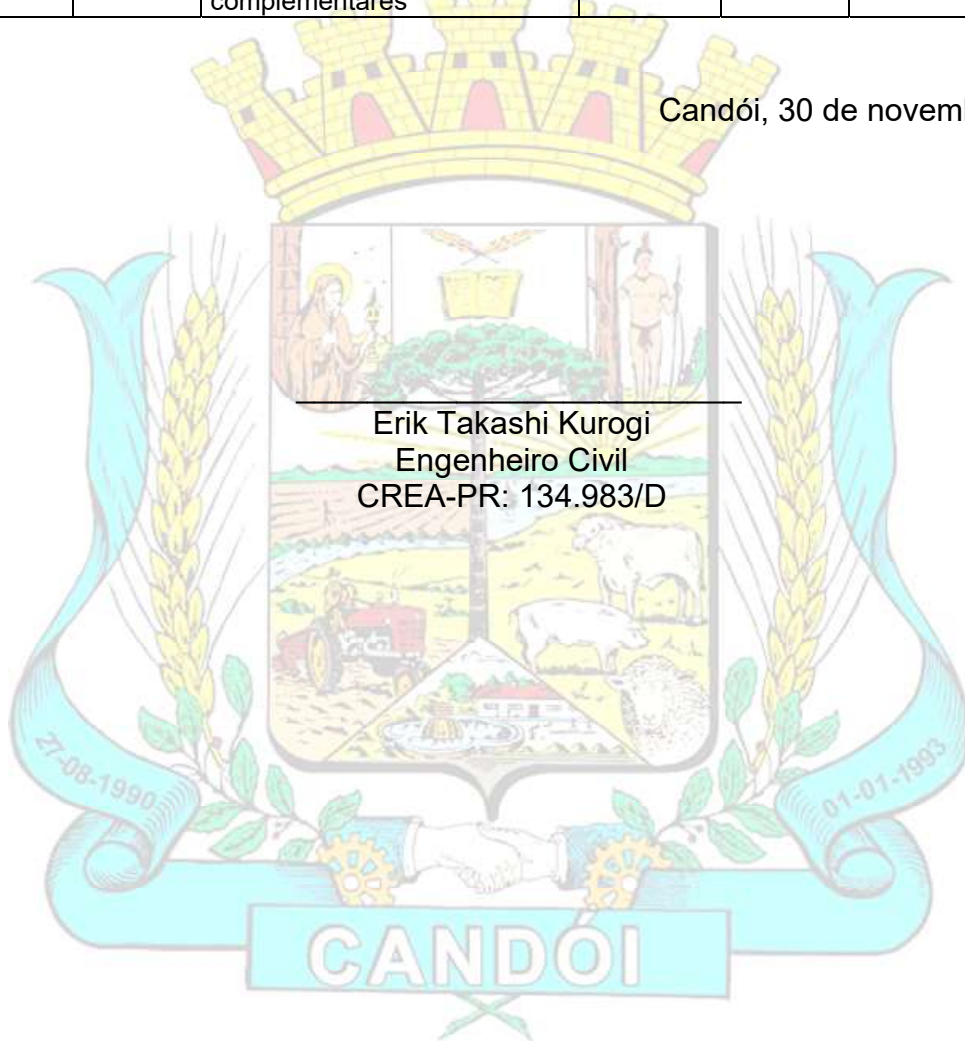 complementares
Candói, 30 de novem
Erik Takashi Kurogi
Engenheiro Civil
CREA-PR: 134.983/D
27-08-1990
01-01-1993
CANDÓI